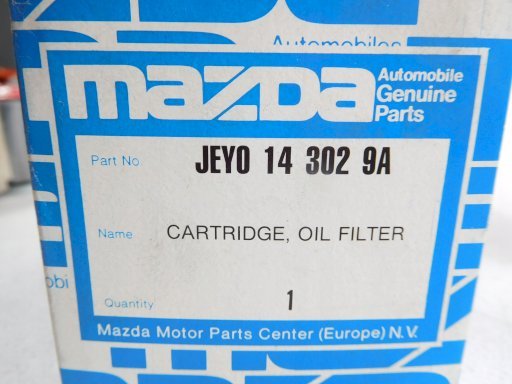 Automobiles
mazda
Automobile
Genuine
Parts
Part No. JEY0 14 302 9A
Name CARTRIDGE, OIL FILTER
Quantity 1
Mazda Motor Parts Center (Europe) N.V.
obi